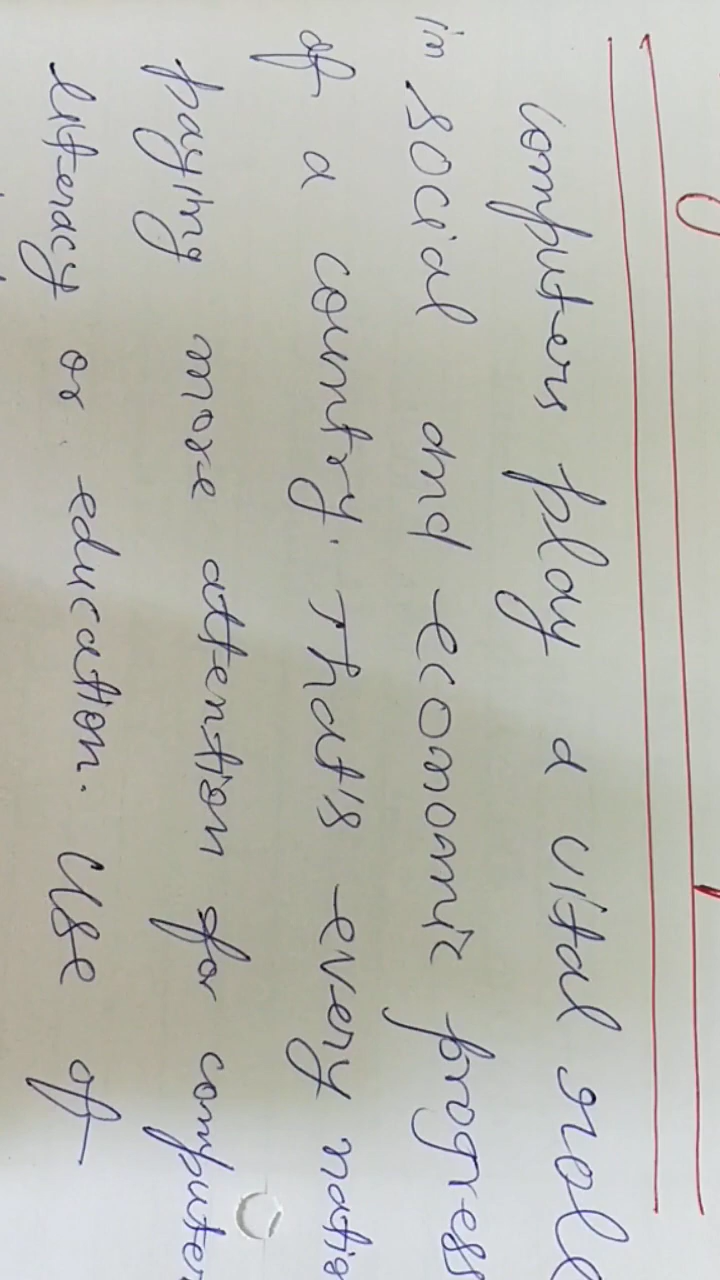 computers play a vital role
in social and economic progress
of a country. That's every natio
paying more attention for computer
literacy or education. Use of